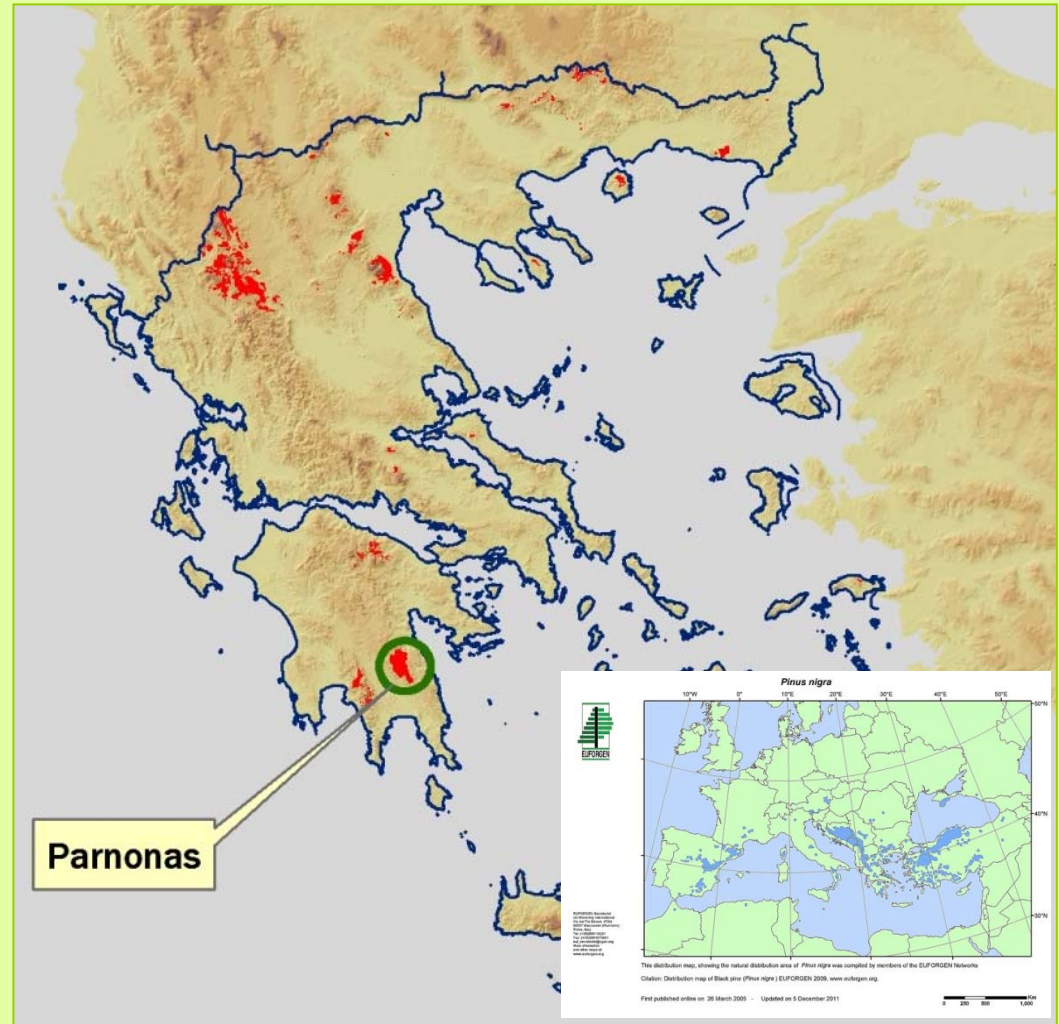 Parnonas
Pinus nigra
10°W 0° 10°E 20°E 30°E 40°E 50°E
50°N
40°N
30°N
EUFORGEN
This distribution map, showing the natural distribution area of Pinus nigra was compiled by members of the EUFORGEN Networks
Citation: Distribution map of Black pine (Pinus nigra) EUFORGEN 2009, www.euforgen.org.
First published online on 26 March 2005 - Updated on 5 December 2011
Km
0 250 500 1,000